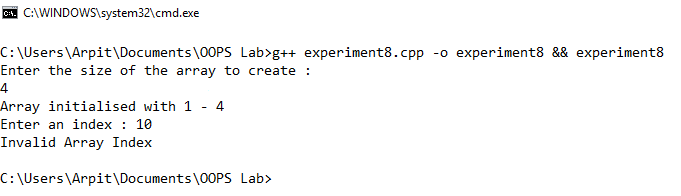 C:\WINDOWS\system32\cmd.exe
C:\Users\Arpit\Documents\OOPS Lab>g++ experiment8.cpp -o experiment8 && experiment8
Enter the size of the array to create :
4
Array initialised with 1 - 4
Enter an index : 10
Invalid Array Index
C:\Users\Arpit\Documents\OOPS Lab>